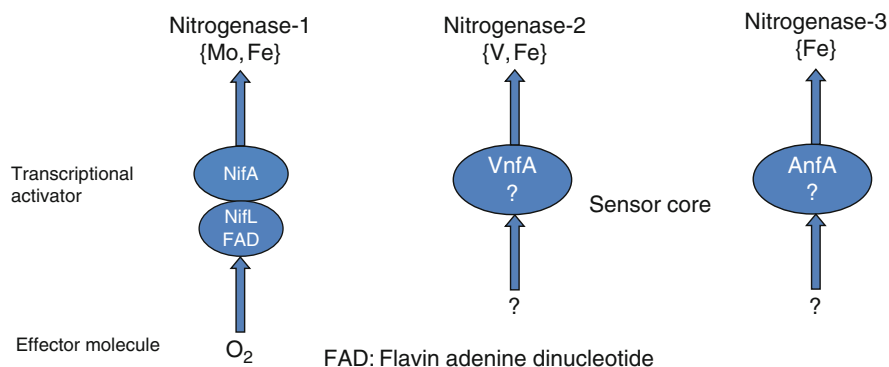 Nitrogenase-1
{Mo, Fe}
Nitrogenase-2
{V, Fe}
Nitrogenase-3
{Fe}
Transcriptional
activator
NifA
NifL
FAD
VnfA
?
Sensor core
AnfA
?
Effector molecule
O₂
?
?
FAD: Flavin adenine dinucleotide